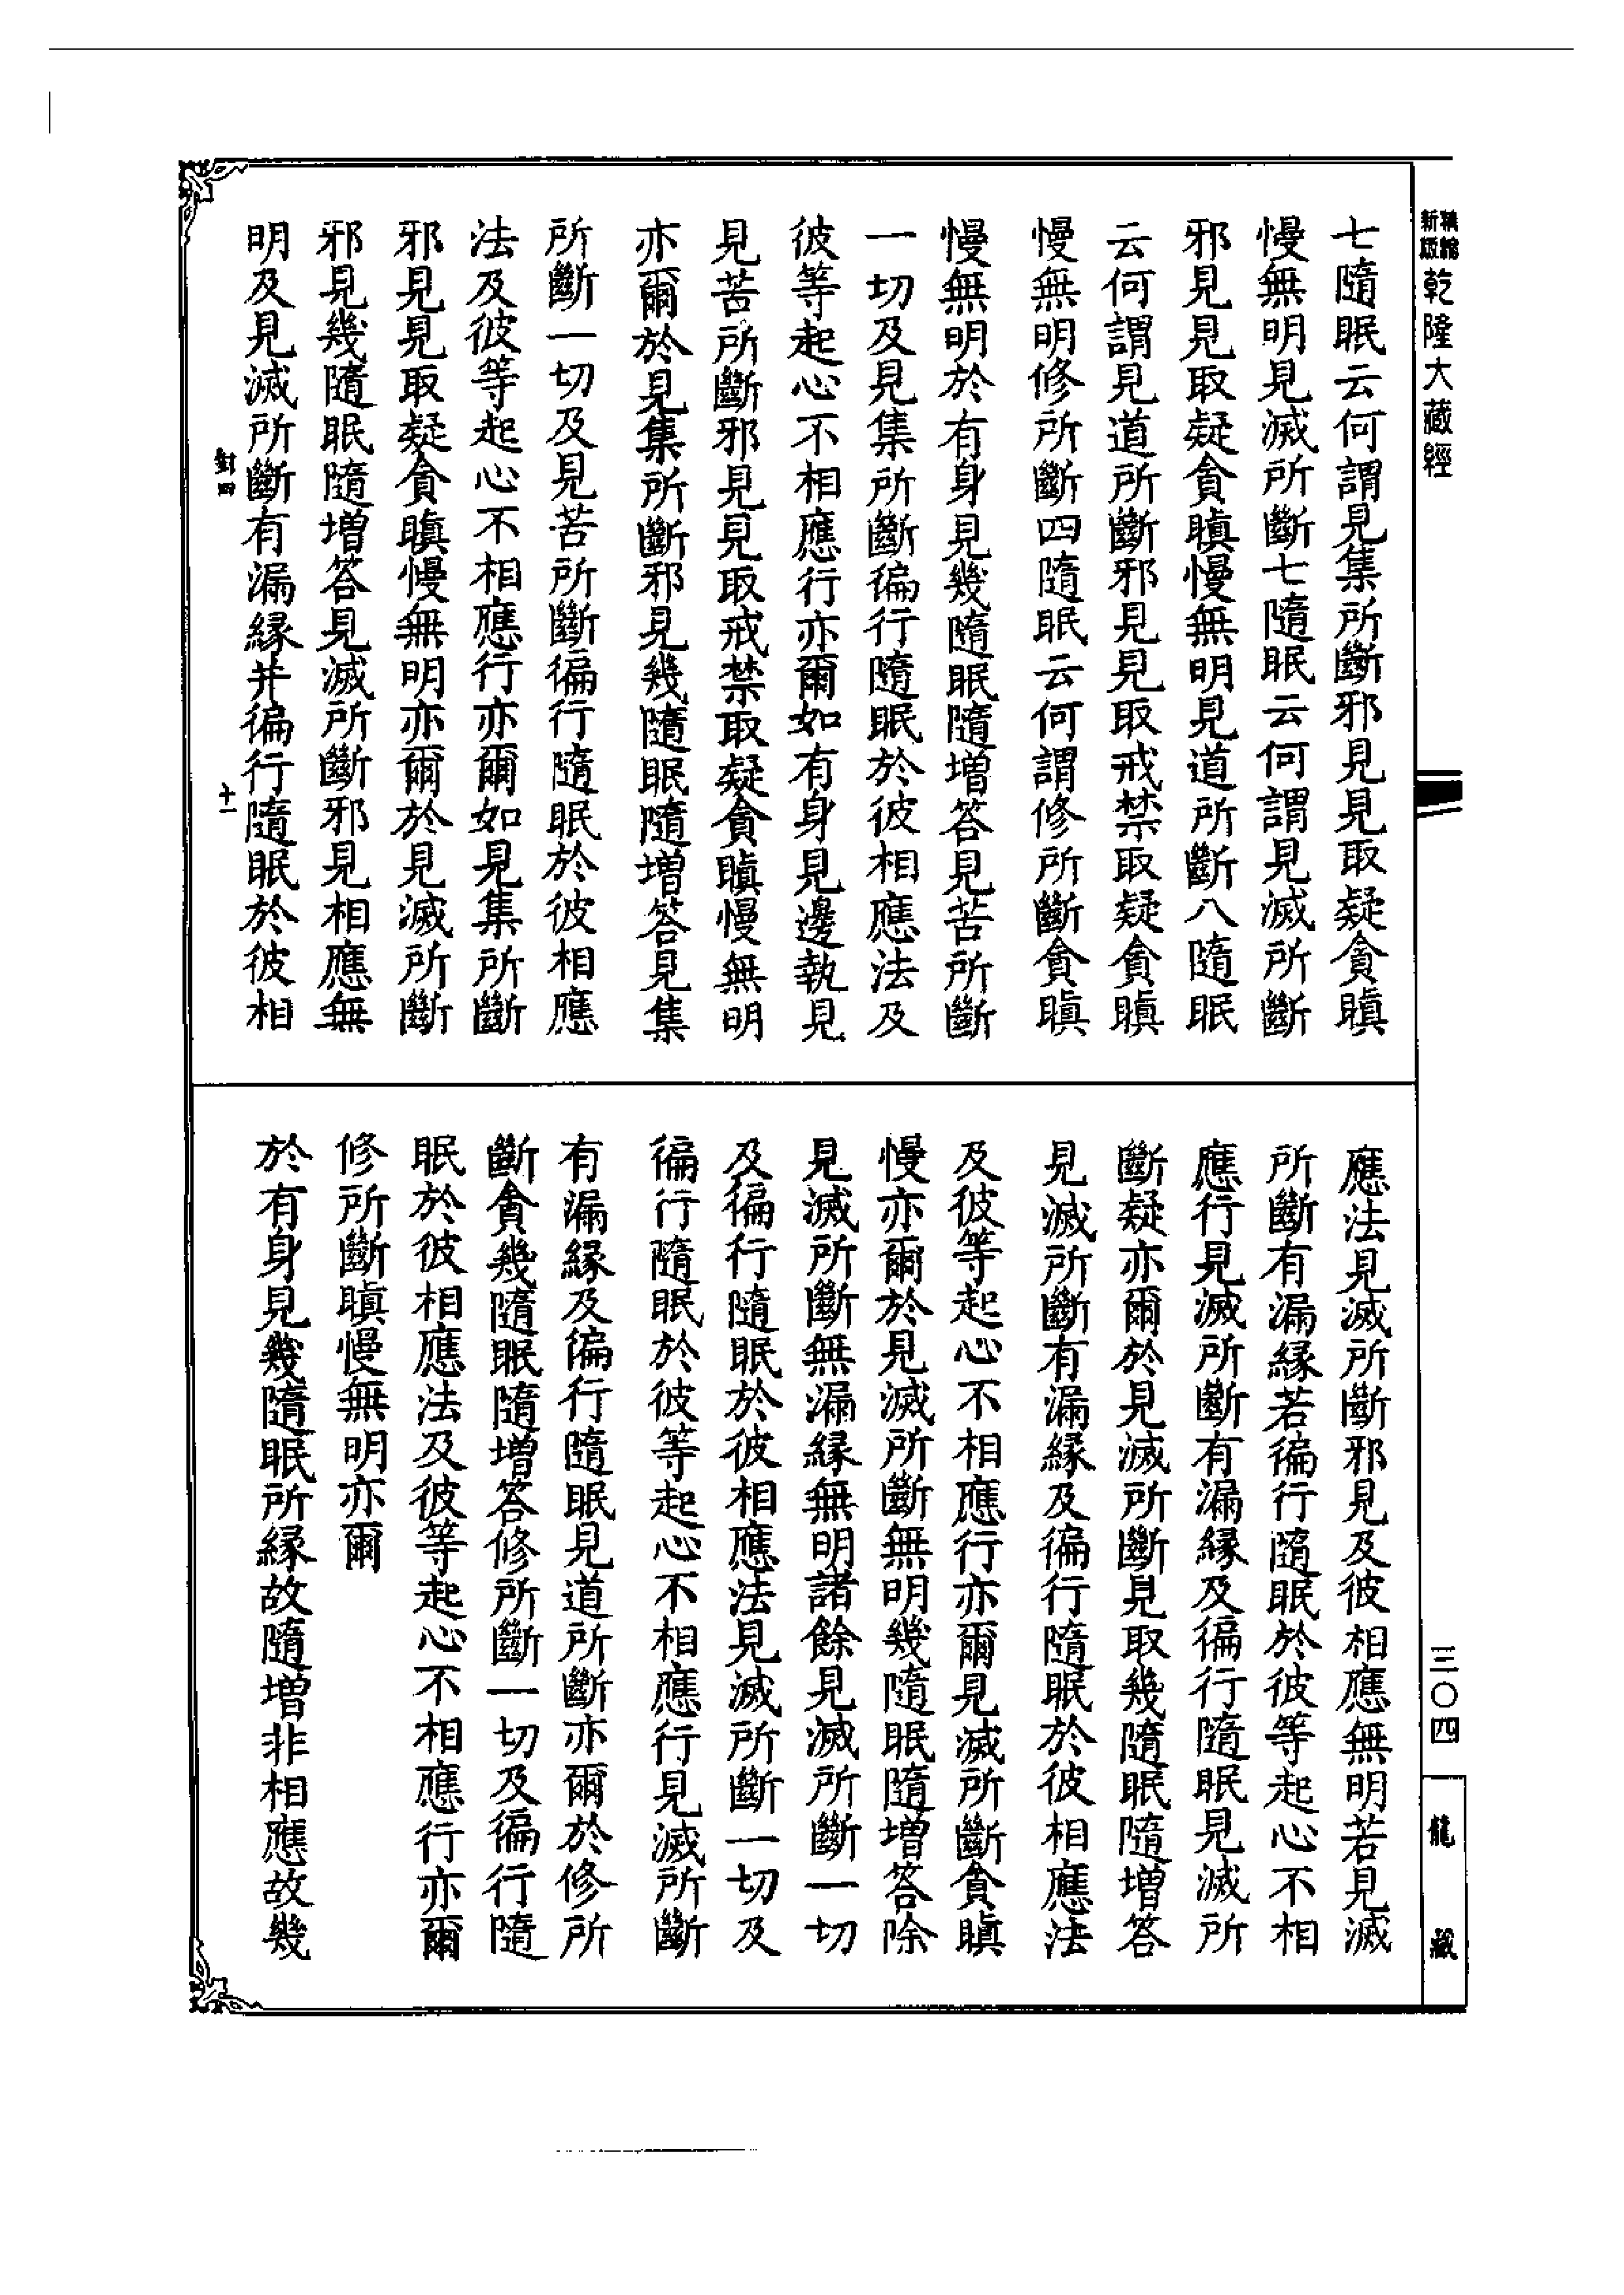 精縮
新版
乾隆大藏經
七隨眠云何謂見集所斷邪見見取疑貪瞋
慢無明見滅所斷七隨眠云何謂見滅所斷
邪見見取疑貪瞋慢無明見道所斷八隨眠
云何謂見道所斷邪見見取戒禁取疑貪瞋
慢無明修所斷四隨眠云何謂修所斷貪瞋
慢無明於有身見幾隨眠隨增答見苦所斷
一切及見集所斷徧行隨眠於彼相應法及
彼等起心不相應行亦爾如有身見邊執見
見苦所斷邪見見取戒禁取疑貪瞋慢無明
亦爾於見集所斷邪見幾隨眠隨增答見集
所斷一切及見苦所斷徧行隨眠於彼相應
法及彼等起心不相應行亦爾如見集所斷
邪見見取疑貪瞋慢無明亦爾於見滅所斷
邪見幾隨眠隨增答見滅所斷邪見相應無
明及見滅所斷有漏緣并徧行隨眠於彼相
對四
十一
應法見滅所斷邪見及彼相應無明若見滅
所斷有漏緣若徧行隨眠於彼等起心不相
應行見滅所斷有漏緣及徧行隨眠見滅所
斷疑亦爾於見滅所斷見取幾隨眠隨增答
見滅所斷有漏緣及徧行隨眠於彼相應法
及彼等起心不相應行亦爾見滅所斷貪瞋
慢亦爾於見滅所斷無明幾隨眠隨增答除
見滅所斷無漏緣無明諸餘見滅所斷一切
及徧行隨眠於彼相應法見滅所斷一切及
徧行隨眠於彼等起心不相應行見滅所斷
有漏緣及徧行隨眠見道所斷亦爾於修所
斷貪幾隨眠隨增答修所斷一切及徧行隨
眠於彼相應法及彼等起心不相應行亦爾
修所斷瞋慢無明亦爾
於有身見幾隨眠所緣故隨增非相應故幾
三〇四
龍藏